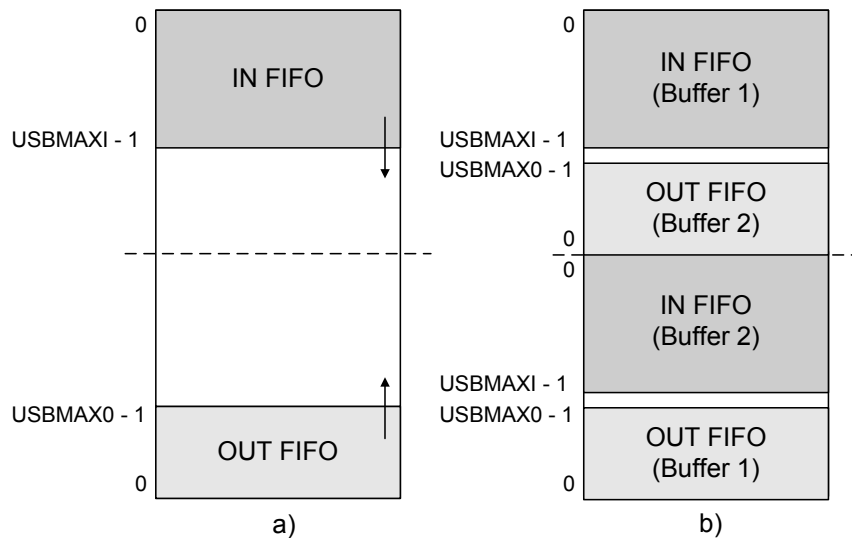 0
IN FIFO
USBMAXI - 1
USBMAX0 - 1
OUT FIFO
0
a)
0
IN FIFO
(Buffer 1)
USBMAXI - 1
USBMAX0 - 1
OUT FIFO
(Buffer 2)
0
0
IN FIFO
(Buffer 2)
USBMAXI - 1
USBMAX0 - 1
OUT FIFO
(Buffer 1)
0
b)